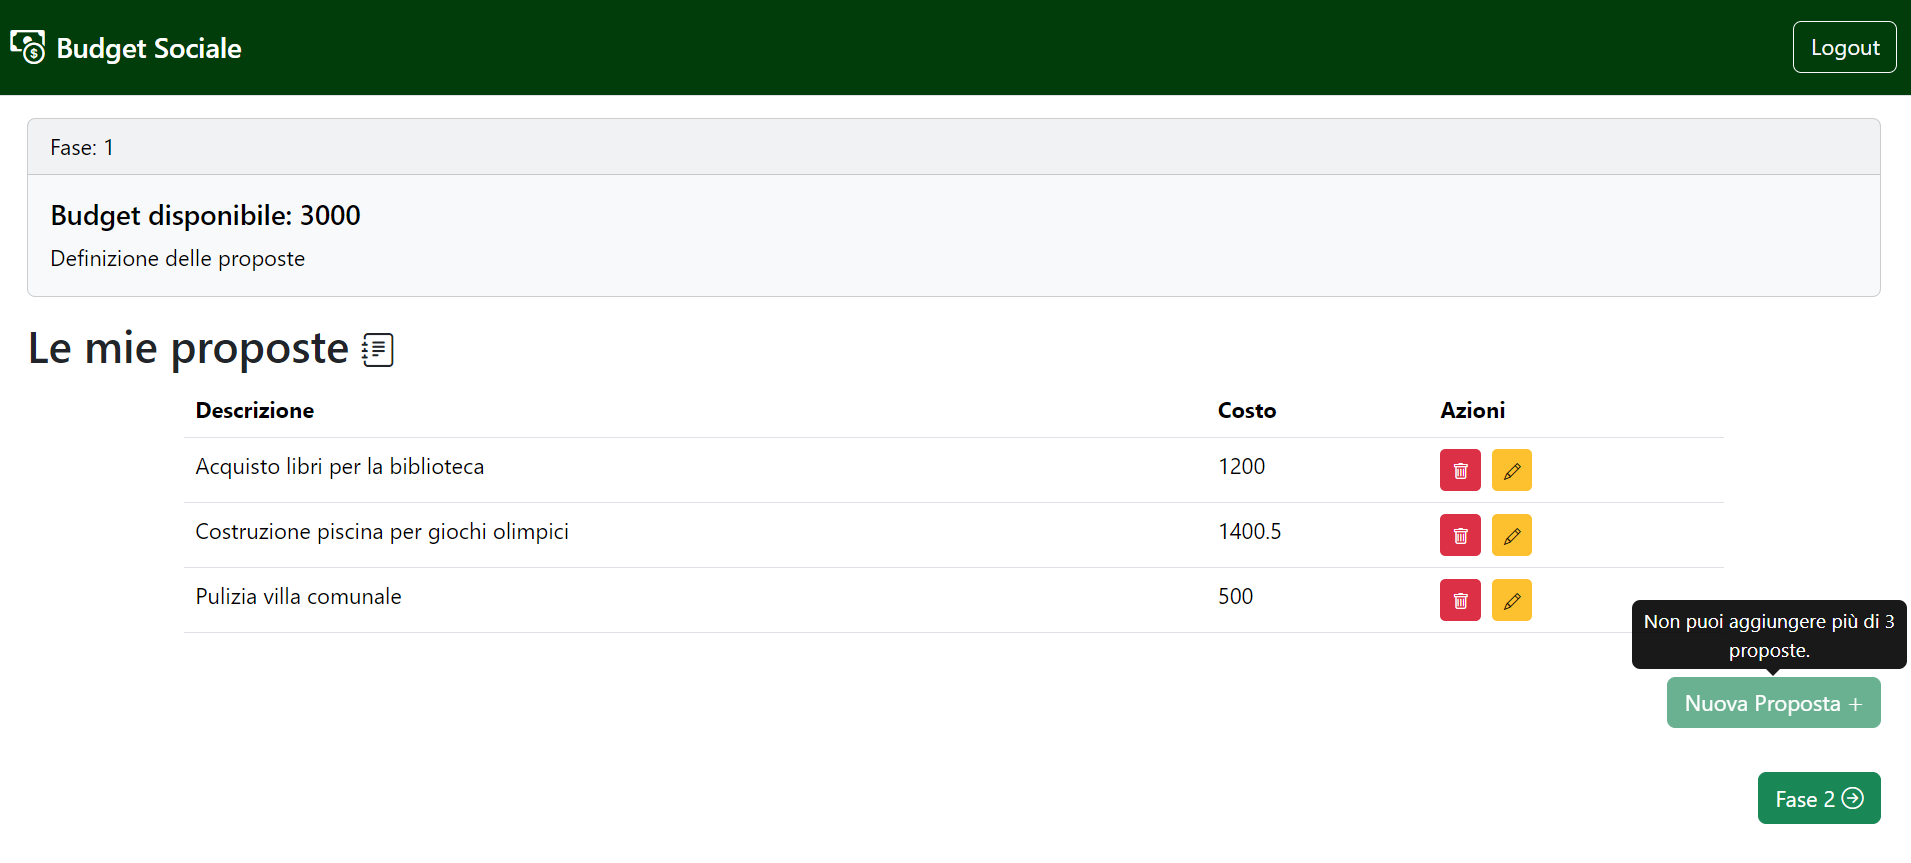 Budget Sociale
Logout
Fase: 1
Budget disponibile: 3000
Definizione delle proposte
Le mie proposte
Descrizione Costo Azioni
Acquisto libri per la biblioteca 1200
Costruzione piscina per giochi olimpici 1400.5
Pulizia villa comunale 500
Non puoi aggiungere più di 3
proposte.
Nuova Proposta +
Fase 2